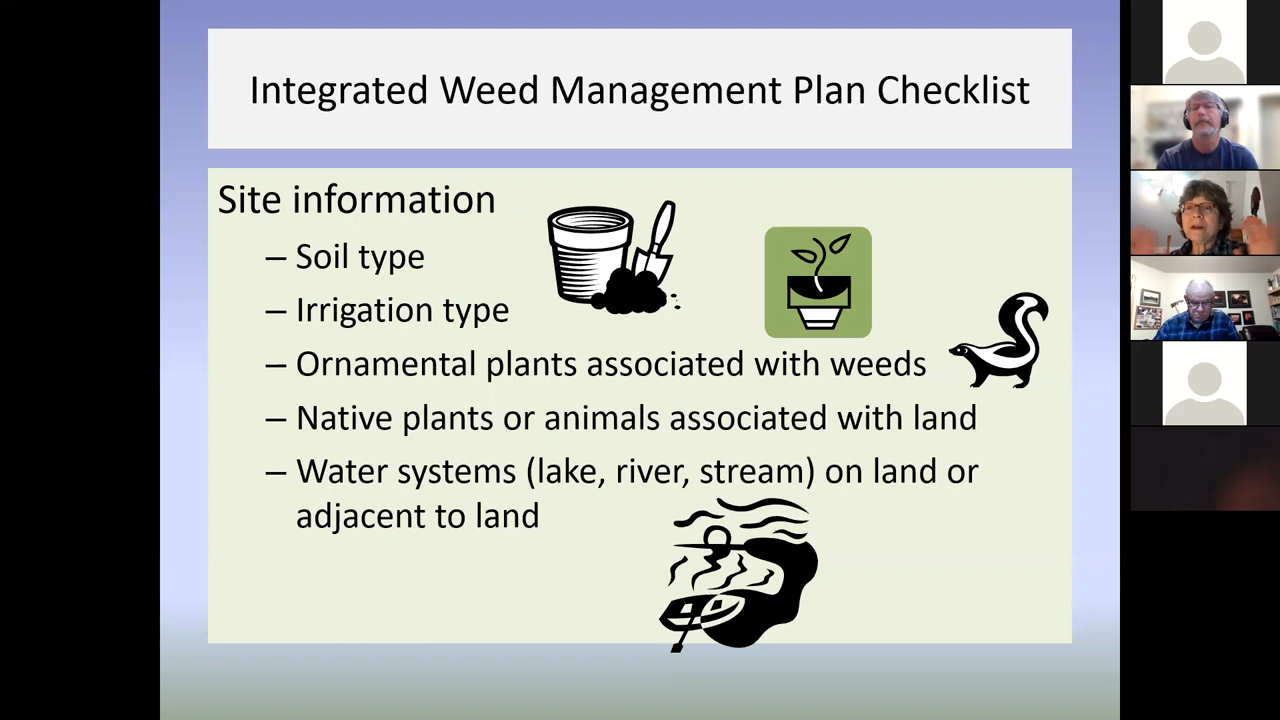 Integrated Weed Management Plan Checklist
Site information
– Soil type
– Irrigation type
– Ornamental plants associated with weeds
– Native plants or animals associated with land
– Water systems (lake, river, stream) on land or
adjacent to land